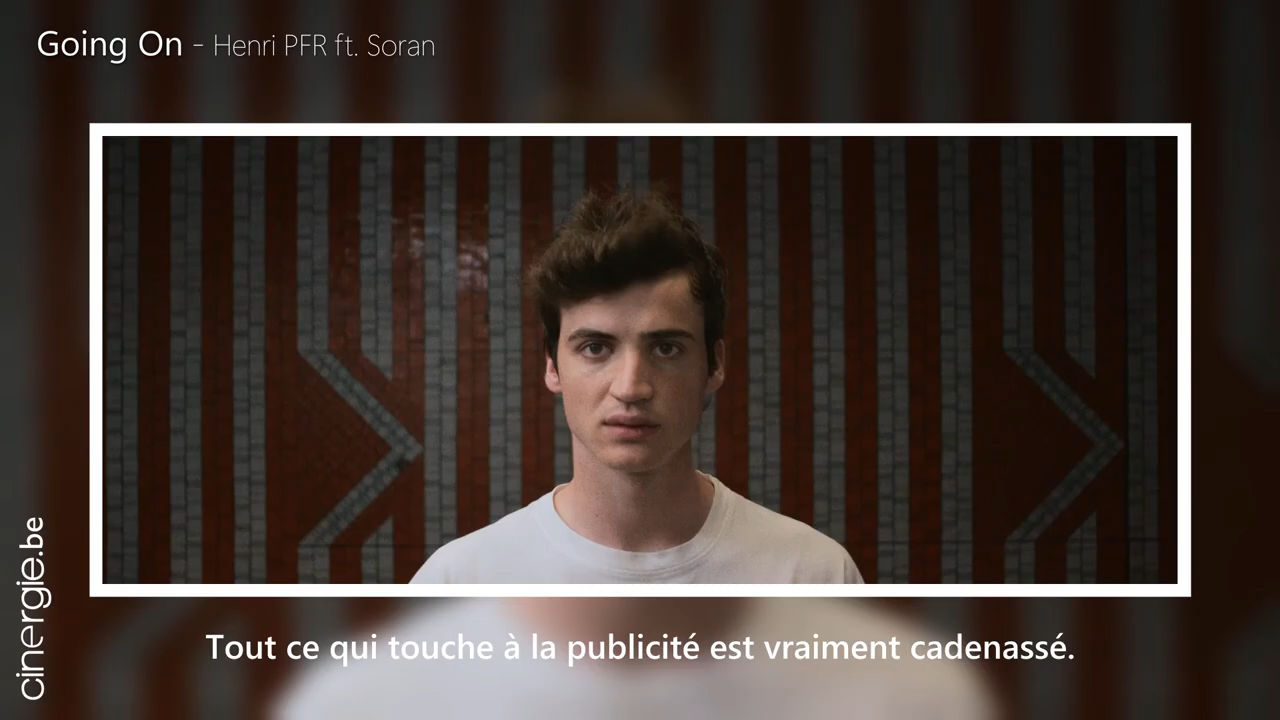 Going On - Henri PFR ft. Soran
cinergie.be
Tout ce qui touche à la publicité est vraiment cadenassé.